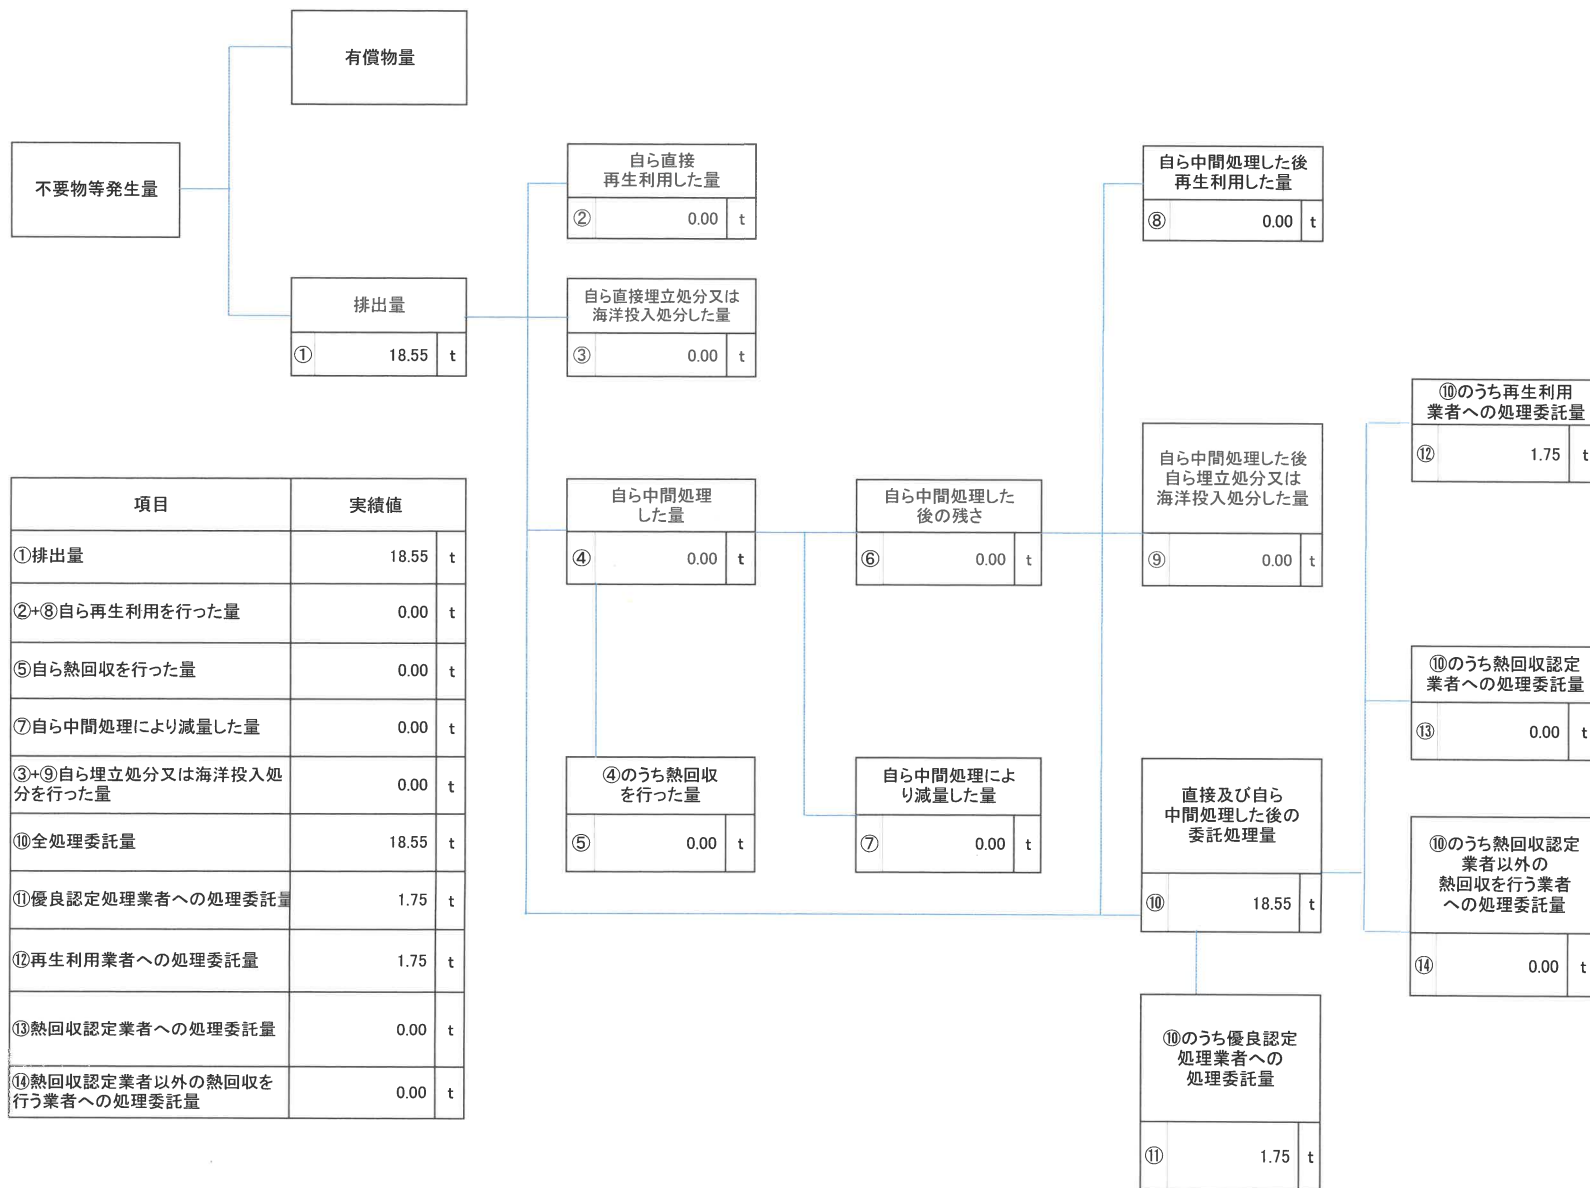 有償物量
不要物等発生量
排出量
① 18.55 t
自ら直接
再生利用した量
② 0.00 t
自ら直接埋立処分又は
海洋投入処分した量
③ 0.00 t
自ら中間処理
した量
④ 0.00 t
④のうち熱回収
を行った量
⑤ 0.00 t
自ら中間処理した
後の残さ
⑥ 0.00 t
自ら中間処理によ
り減量した量
⑦ 0.00 t
自ら中間処理した後
再生利用した量
⑧ 0.00 t
自ら中間処理した後
自ら埋立処分又は
海洋投入処分した量
⑨ 0.00 t
直接及び自ら
中間処理した後の
委託処理量
⑩ 18.55 t
⑩のうち優良認定
処理業者への
処理委託量
⑪ 1.75 t
⑩のうち再生利用
業者への処理委託量
⑫ 1.75 t
⑩のうち熱回収認定
業者への処理委託量
⑬ 0.00 t
⑩のうち熱回収認定
業者以外の
熱回収を行う業者
への処理委託量
⑭ 0.00 t
項目 実績値
①排出量 18.55 t
②+⑧自ら再生利用を行った量 0.00 t
⑤自ら熱回収を行った量 0.00 t
⑦自ら中間処理により減量した量 0.00 t
③+⑨自ら埋立処分又は海洋投入処
分を行った量 0.00 t
⑩全処理委託量 18.55 t
⑪優良認定処理業者への処理委託量 1.75 t
⑫再生利用業者への処理委託量 1.75 t
⑬熱回収認定業者への処理委託量 0.00 t
⑭熱回収認定業者以外の熱回収を
行う業者への処理委託量 0.00 t